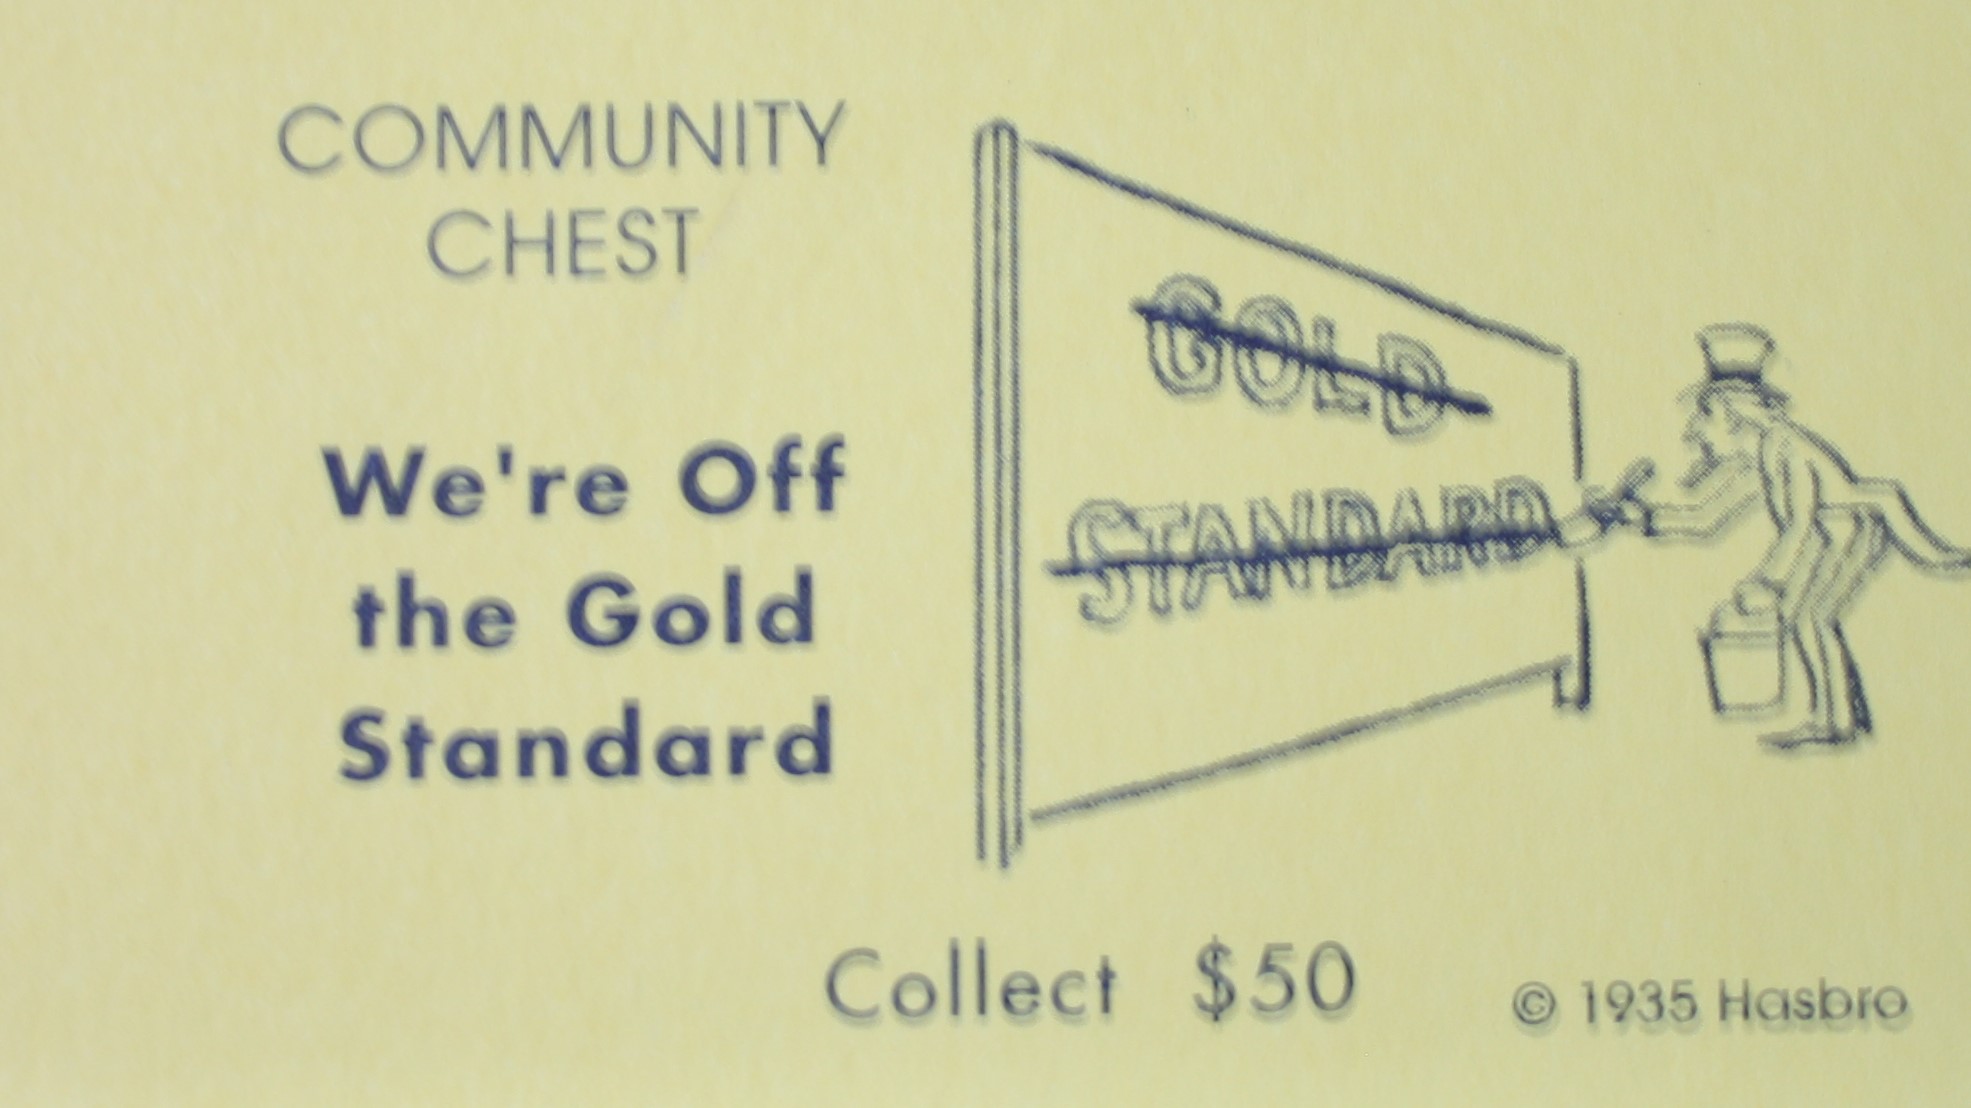 COMMUNITY
CHEST
We're Off
the Gold
Standard
GOLD
STANDARD
Collect $50
© 1935 Hasbro